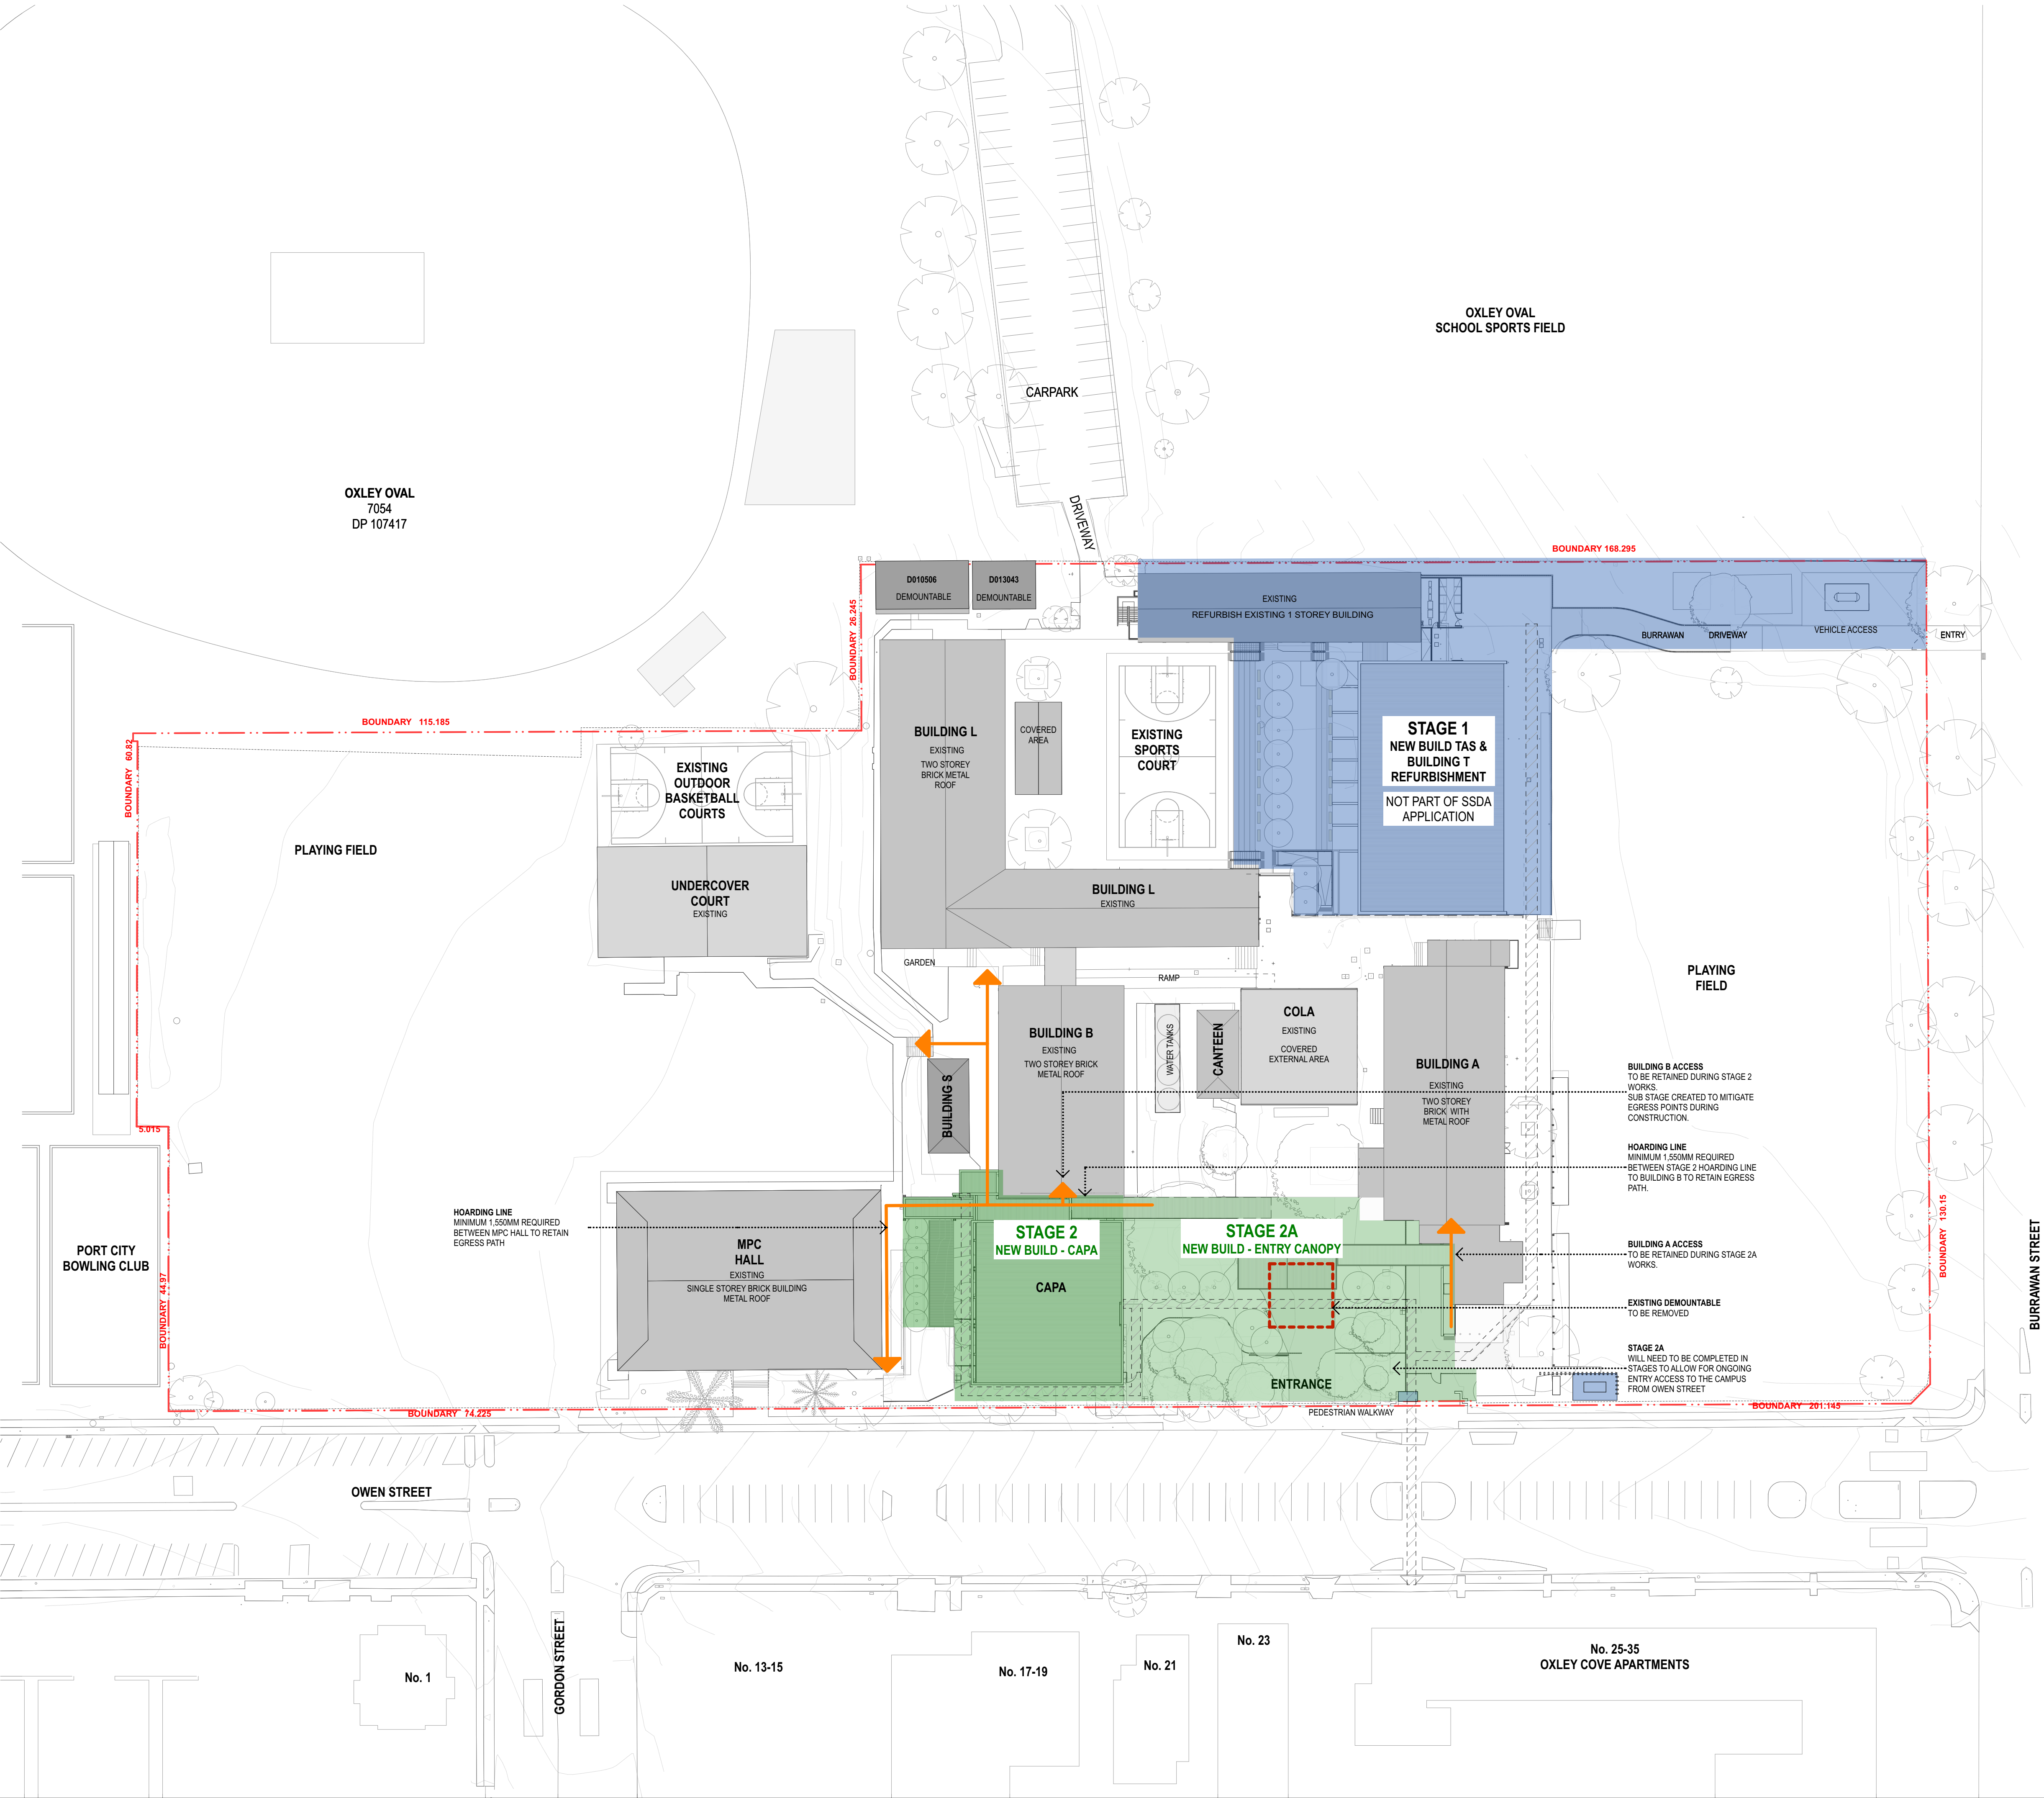 OXLEY OVAL
SCHOOL SPORTS FIELD
CARPARK
DRIVEWAY
OXLEY OVAL
7054
DP 107417
BOUNDARY 168.295
BOUNDARY 26.245
D010506
DEMOUNTABLE
D013043
DEMOUNTABLE
EXISTING
REFURBISH EXISTING 1 STOREY BUILDING
BURRAWAN DRIVEWAY
VEHICLE ACCESS
ENTRY
BOUNDARY 115.185
BOUNDARY 60.82
BUILDING L
EXISTING
TWO STOREY
BRICK METAL
ROOF
COVERED
AREA
EXISTING
SPORTS
COURT
STAGE 1
NEW BUILD TAS &
BUILDING T
REFURBISHMENT
NOT PART OF SSDA
APPLICATION
EXISTING
OUTDOOR
BASKETBALL
COURTS
PLAYING FIELD
UNDERCOVER
COURT
EXISTING
BUILDING L
EXISTING
GARDEN
RAMP
PLAYING
FIELD
BUILDING B
EXISTING
TWO STOREY BRICK
METAL ROOF
WATER TANKS
CANTEEN
COLA
EXISTING
COVERED
EXTERNAL AREA
BUILDING A
EXISTING
TWO STOREY
BRICK WITH
METAL ROOF
BUILDING S
BUILDING B ACCESS
TO BE RETAINED DURING STAGE 2
WORKS.
SUB STAGE CREATED TO MITIGATE
EGRESS POINTS DURING
CONSTRUCTION.
HOARDING LINE
MINIMUM 1,550MM REQUIRED
BETWEEN STAGE 2 HOARDING LINE
TO BUILDING B TO RETAIN EGRESS
PATH.
5.015
HOARDING LINE
MINIMUM 1,550MM REQUIRED
BETWEEN MPC HALL TO RETAIN
EGRESS PATH
MPC
HALL
EXISTING
SINGLE STOREY BRICK BUILDING
METAL ROOF
STAGE 2
NEW BUILD - CAPA
CAPA
STAGE 2A
NEW BUILD - ENTRY CANOPY
BUILDING A ACCESS
TO BE RETAINED DURING STAGE 2A
WORKS.
EXISTING DEMOUNTABLE
TO BE REMOVED
STAGE 2A
WILL NEED TO BE COMPLETED IN
STAGES TO ALLOW FOR ONGOING
ENTRY ACCESS TO THE CAMPUS
FROM OWEN STREET
BOUNDARY 130.15
BURRAWAN STREET
PORT CITY
BOWLING CLUB
BOUNDARY 44.97
ENTRANCE
BOUNDARY 74.225
PEDESTRIAN WALKWAY
BOUNDARY 201.145
OWEN STREET
GORDON STREET
No. 1
No. 13-15
No. 17-19
No. 21
No. 23
No. 25-35
OXLEY COVE APARTMENTS